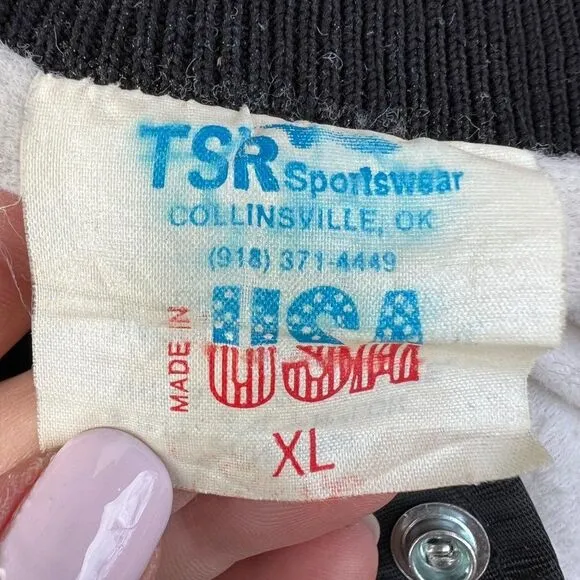 TSR Sportswear
COLLINSVILLE, OK
(918) 371-4449
MADE IN USA
XL